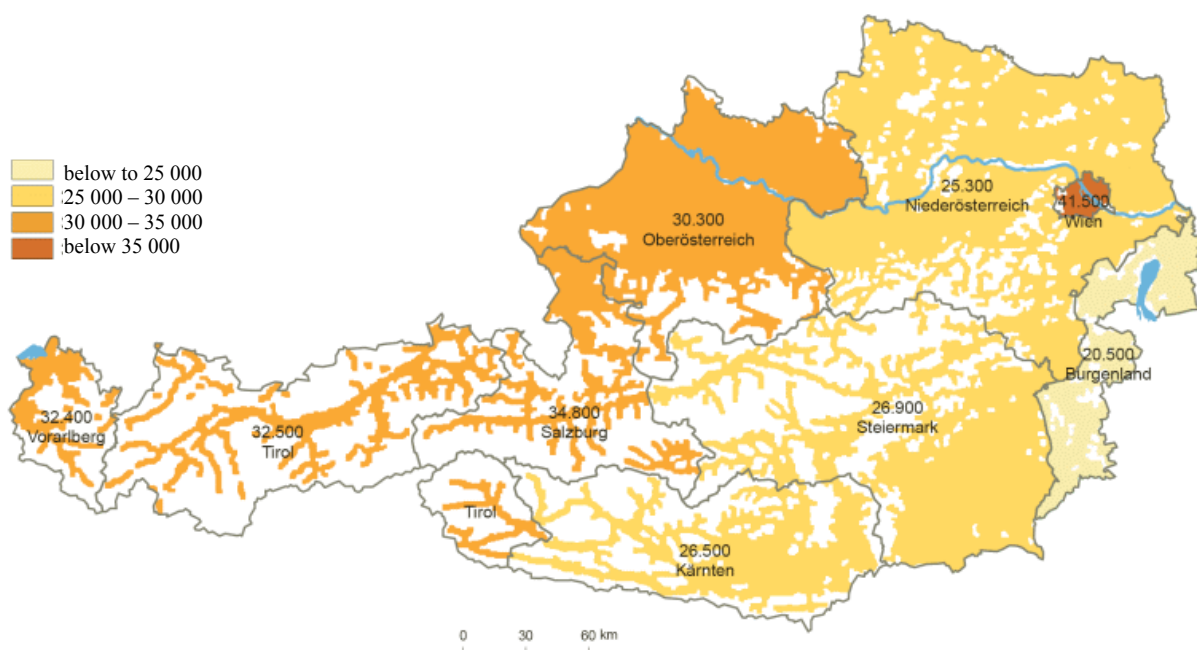 below to 25 000
25 000 – 30 000
30 000 – 35 000
below 35 000
25.300
Niederösterreich
41.500
Wien
30.300
Oberösterreich
20.500
Burgenland
32.400
Vorarlberg
32.500
Tirol
34.800
Salzburg
26.900
Steiermark
Tirol
26.500
Kärnten
0 30 60 km